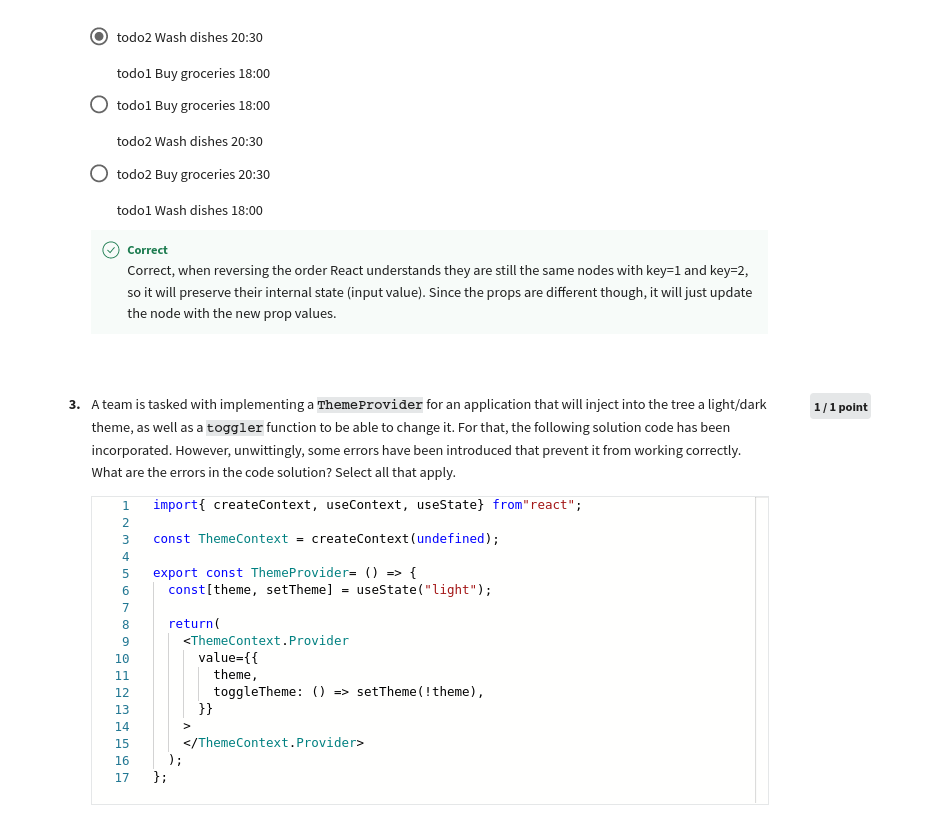 todo2 Wash dishes 20:30
todo1 Buy groceries 18:00
todo1 Buy groceries 18:00
todo2 Wash dishes 20:30
todo2 Buy groceries 20:30
todo1 Wash dishes 18:00
Correct
Correct, when reversing the order React understands they are still the same nodes with key=1 and key=2,
so it will preserve their internal state (input value). Since the props are different though, it will just update
the node with the new prop values.
3. A team is tasked with implementing a ThemeProvider for an application that will inject into the tree a light/dark
1 / 1 point
theme, as well as a toggler function to be able to change it. For that, the following solution code has been
incorporated. However, unwittingly, some errors have been introduced that prevent it from working correctly.
What are the errors in the code solution? Select all that apply.
1 import{ createContext, useContext, useState} from"react";
2
3 const ThemeContext = createContext(undefined);
4
5 export const ThemeProvider= () => {
6 const[theme, setTheme] = useState("light");
7
8 return(
9 <ThemeContext.Provider
10 value={{
11 theme,
12 toggleTheme: () => setTheme(!theme),
13 }}
14 >
15 </ThemeContext.Provider>
16 );
17 };